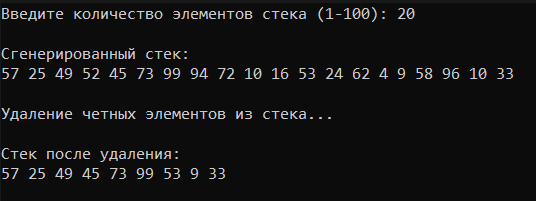 Введите количество элементов стека (1-100): 20
Сгенерированный стек:
57 25 49 52 45 73 99 94 72 10 16 53 24 62 4 9 58 96 10 33
Удаление четных элементов из стека...
Стек после удаления:
57 25 49 45 73 99 53 9 33